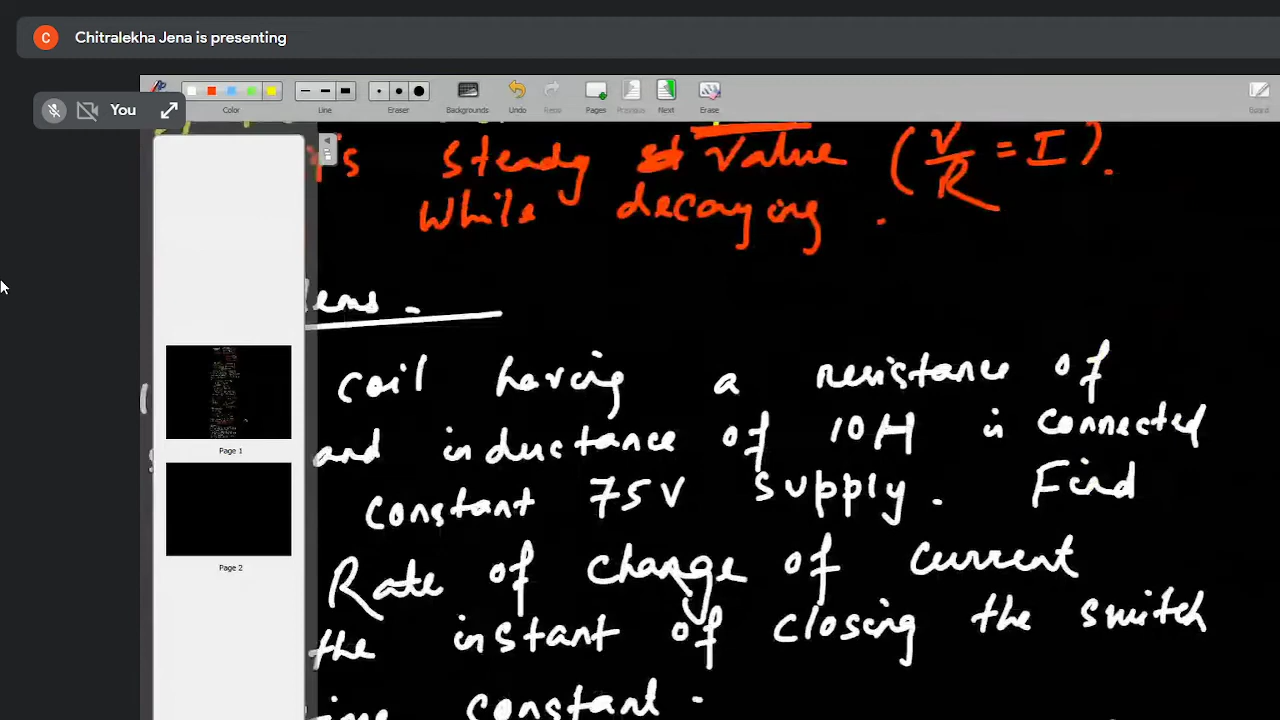 Chitralekha Jena is presenting
You
Color Line Eraser Backgrounds Undo Redo Pages Previous Next Erase
steady value (V/R = I).
while decaying.
coil having a resistance of
and inductance of 10H is connected
constant 75V supply. Find
Rate of change of current
the instant of closing the switch
constant.
Page 1
Page 2